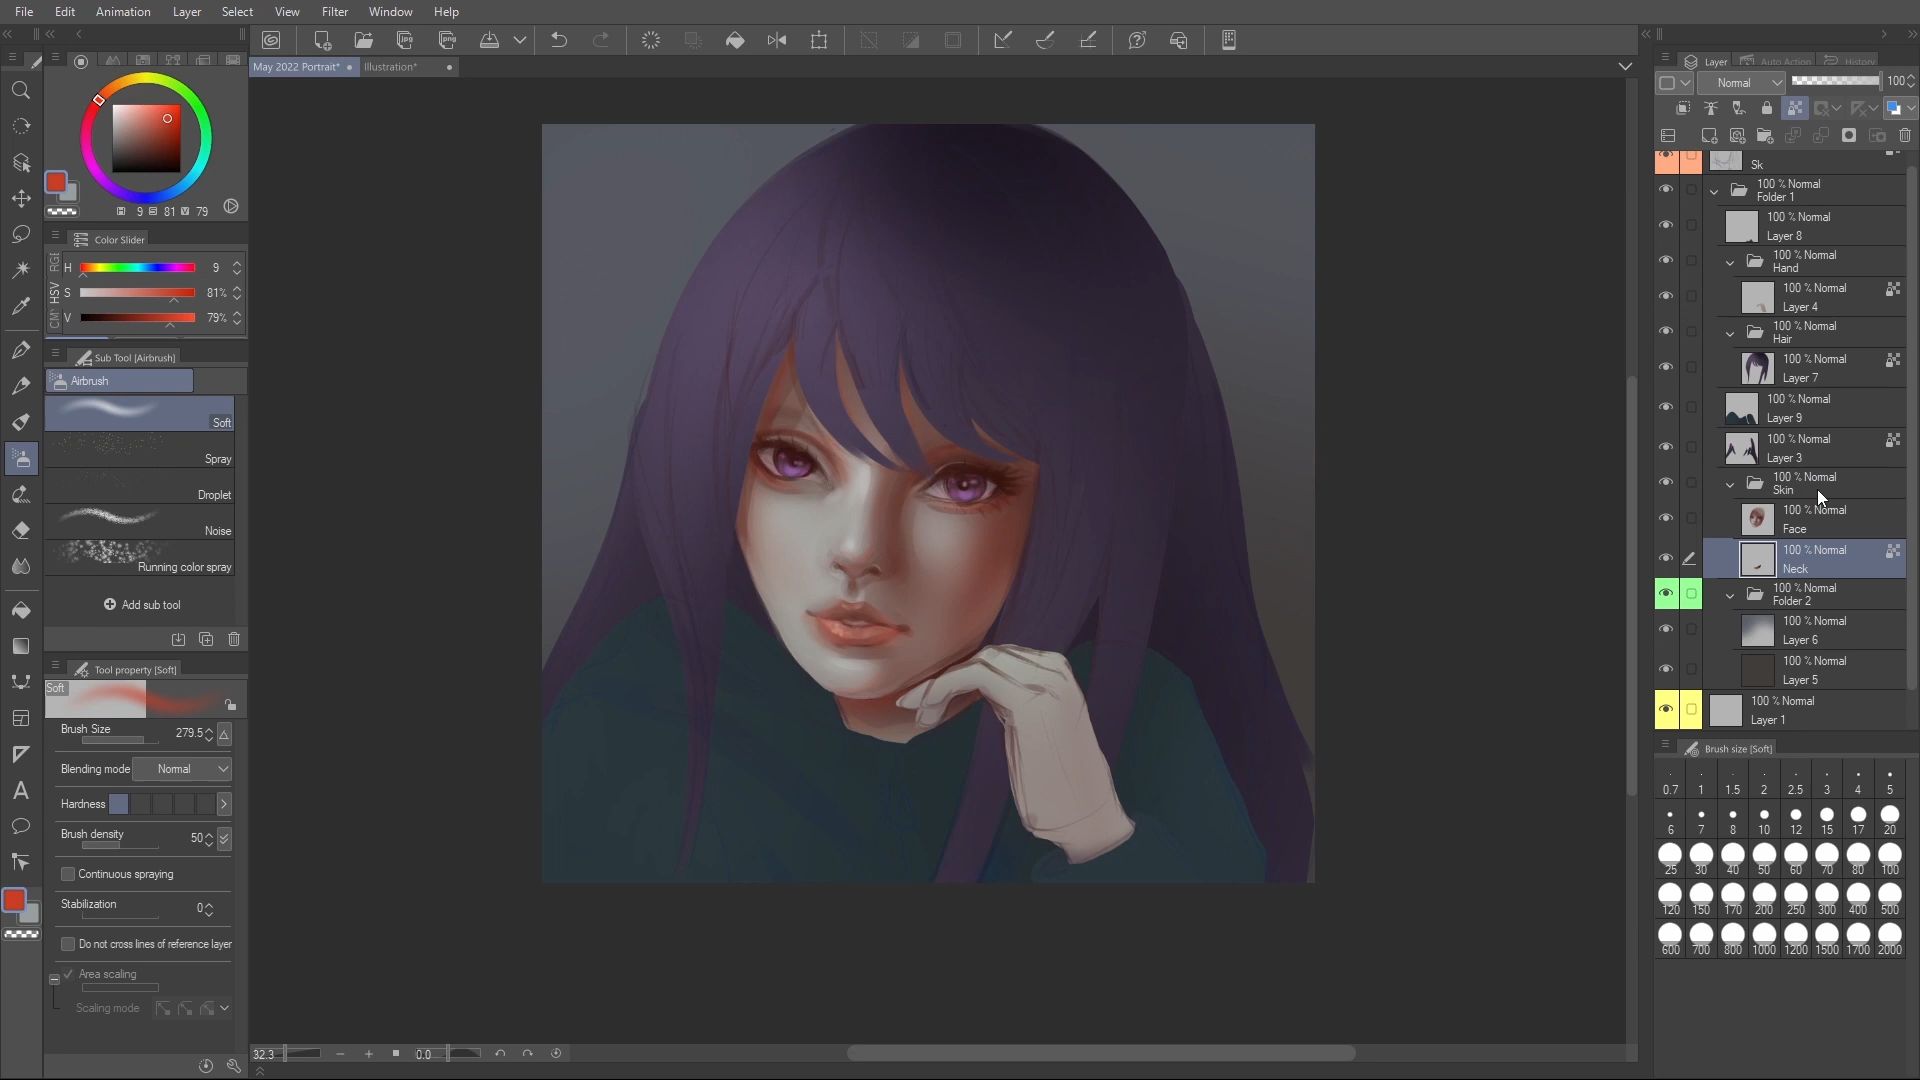 File Edit Animation Layer Select View Filter Window Help
May 2022 Portrait* Illustration*
9 81 79
Color Slider
RGB
HSV
H 9
S 81%
V 79%
Sub Tool [Airbrush]
Airbrush
Soft
Spray
Droplet
Noise
Running color spray
Add sub tool
Tool property [Soft]
Soft
Brush Size 279.5
Blending mode Normal
Hardness
Brush density 50
Continuous spraying
Stabilization 0
Do not cross lines of reference layer
Area scaling
Scaling mode
32.3 0.0
Layer Auto Action History
Normal 100
Sk
100 % Normal
Folder 1
100 % Normal
Layer 8
100 % Normal
Hand
100 % Normal
Layer 4
100 % Normal
Hair
100 % Normal
Layer 7
100 % Normal
Layer 9
100 % Normal
Layer 3
100 % Normal
Skin
100 % Normal
Face
100 % Normal
Neck
100 % Normal
Folder 2
100 % Normal
Layer 6
100 % Normal
Layer 5
100 % Normal
Layer 1
Brush size [Soft]
0.7 1 1.5 2 2.5 3 4 5
6 7 8 10 12 15 17 20
25 30 40 50 60 70 80 100
120 150 170 200 250 300 400 500
600 700 800 1000 1200 1500 1700 2000